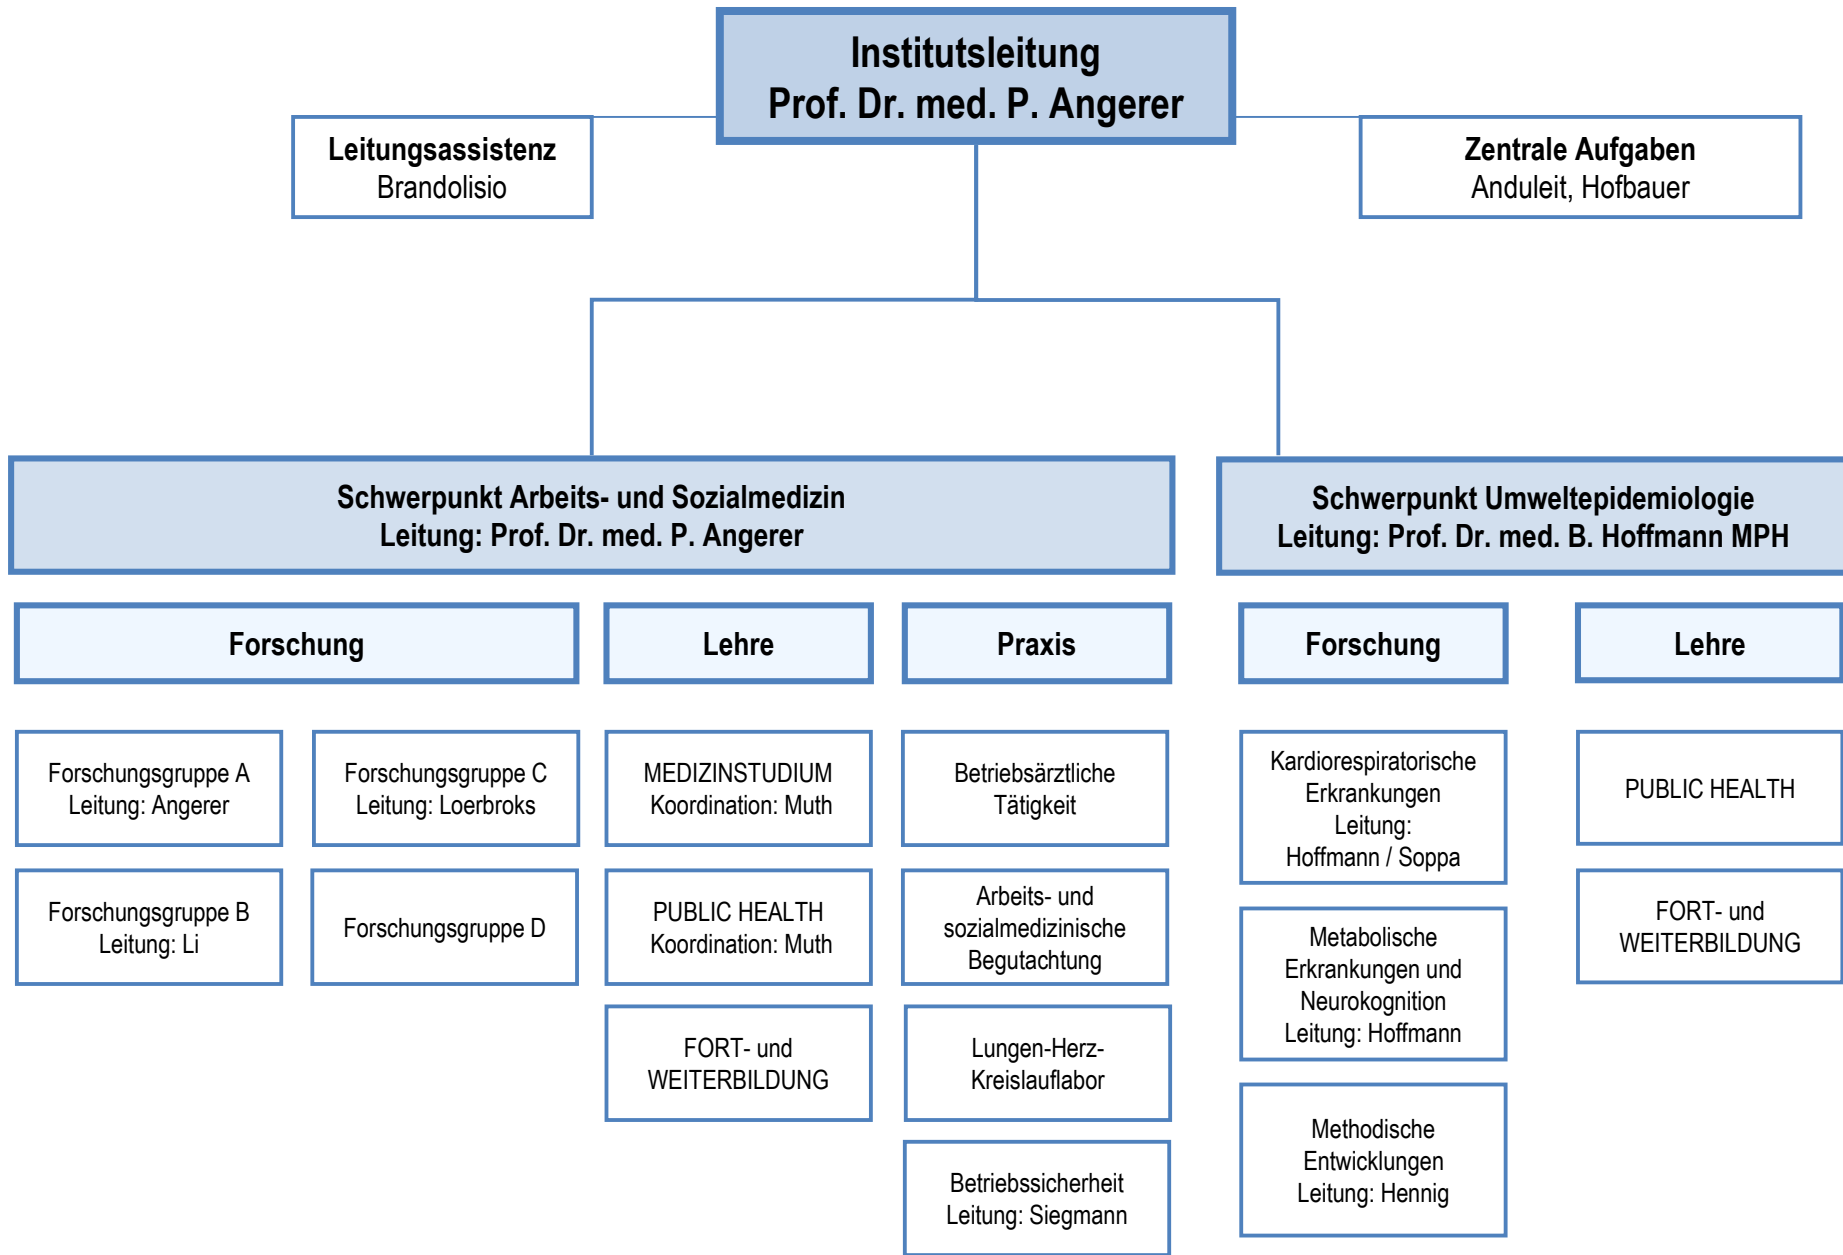 Institutsleitung
Prof. Dr. med. P. Angerer
Leitungsassistenz
Brandolisio
Zentrale Aufgaben
Anduleit, Hofbauer
Schwerpunkt Arbeits- und Sozialmedizin
Leitung: Prof. Dr. med. P. Angerer
Schwerpunkt Umweltepidemiologie
Leitung: Prof. Dr. med. B. Hoffmann MPH
Forschung
Lehre
Praxis
Forschung
Lehre
Forschungsgruppe A
Leitung: Angerer
Forschungsgruppe C
Leitung: Loerbroks
Forschungsgruppe B
Leitung: Li
Forschungsgruppe D
MEDIZINSTUDIUM
Koordination: Muth
PUBLIC HEALTH
Koordination: Muth
FORT- und
WEITERBILDUNG
Betriebsärztliche
Tätigkeit
Arbeits- und
sozialmedizinische
Begutachtung
Lungen-Herz-
Kreislauflabor
Betriebssicherheit
Leitung: Siegmann
Kardiorespiratorische
Erkrankungen
Leitung:
Hoffmann / Soppa
Metabolische
Erkrankungen und
Neurokognition
Leitung: Hoffmann
Methodische
Entwicklungen
Leitung: Hennig
PUBLIC HEALTH
FORT- und
WEITERBILDUNG